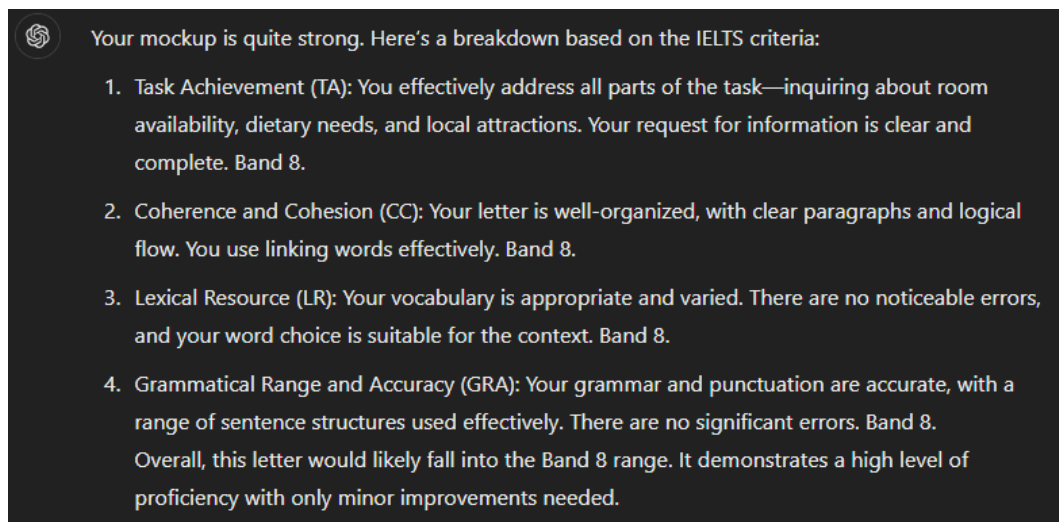 Your mockup is quite strong. Here's a breakdown based on the IELTS criteria:
1. Task Achievement (TA): You effectively address all parts of the task—inquiring about room
availability, dietary needs, and local attractions. Your request for information is clear and
complete. Band 8.
2. Coherence and Cohesion (CC): Your letter is well-organized, with clear paragraphs and logical
flow. You use linking words effectively. Band 8.
3. Lexical Resource (LR): Your vocabulary is appropriate and varied. There are no noticeable errors,
and your word choice is suitable for the context. Band 8.
4. Grammatical Range and Accuracy (GRA): Your grammar and punctuation are accurate, with a
range of sentence structures used effectively. There are no significant errors. Band 8.
Overall, this letter would likely fall into the Band 8 range. It demonstrates a high level of
proficiency with only minor improvements needed.